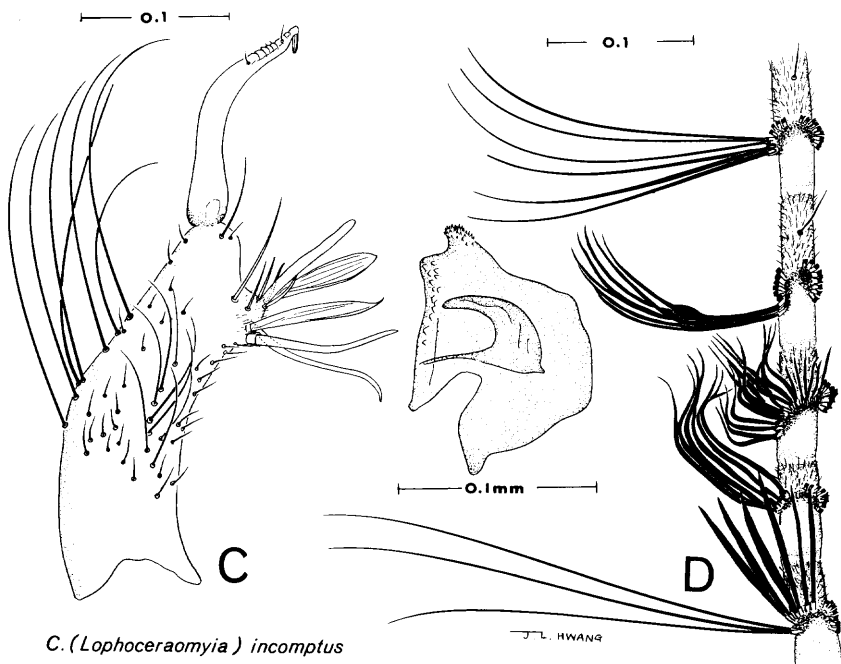 0.1
0.1
0.1mm
C
D
J L. HWANG
C. (Lophoceraomyia) incomptus